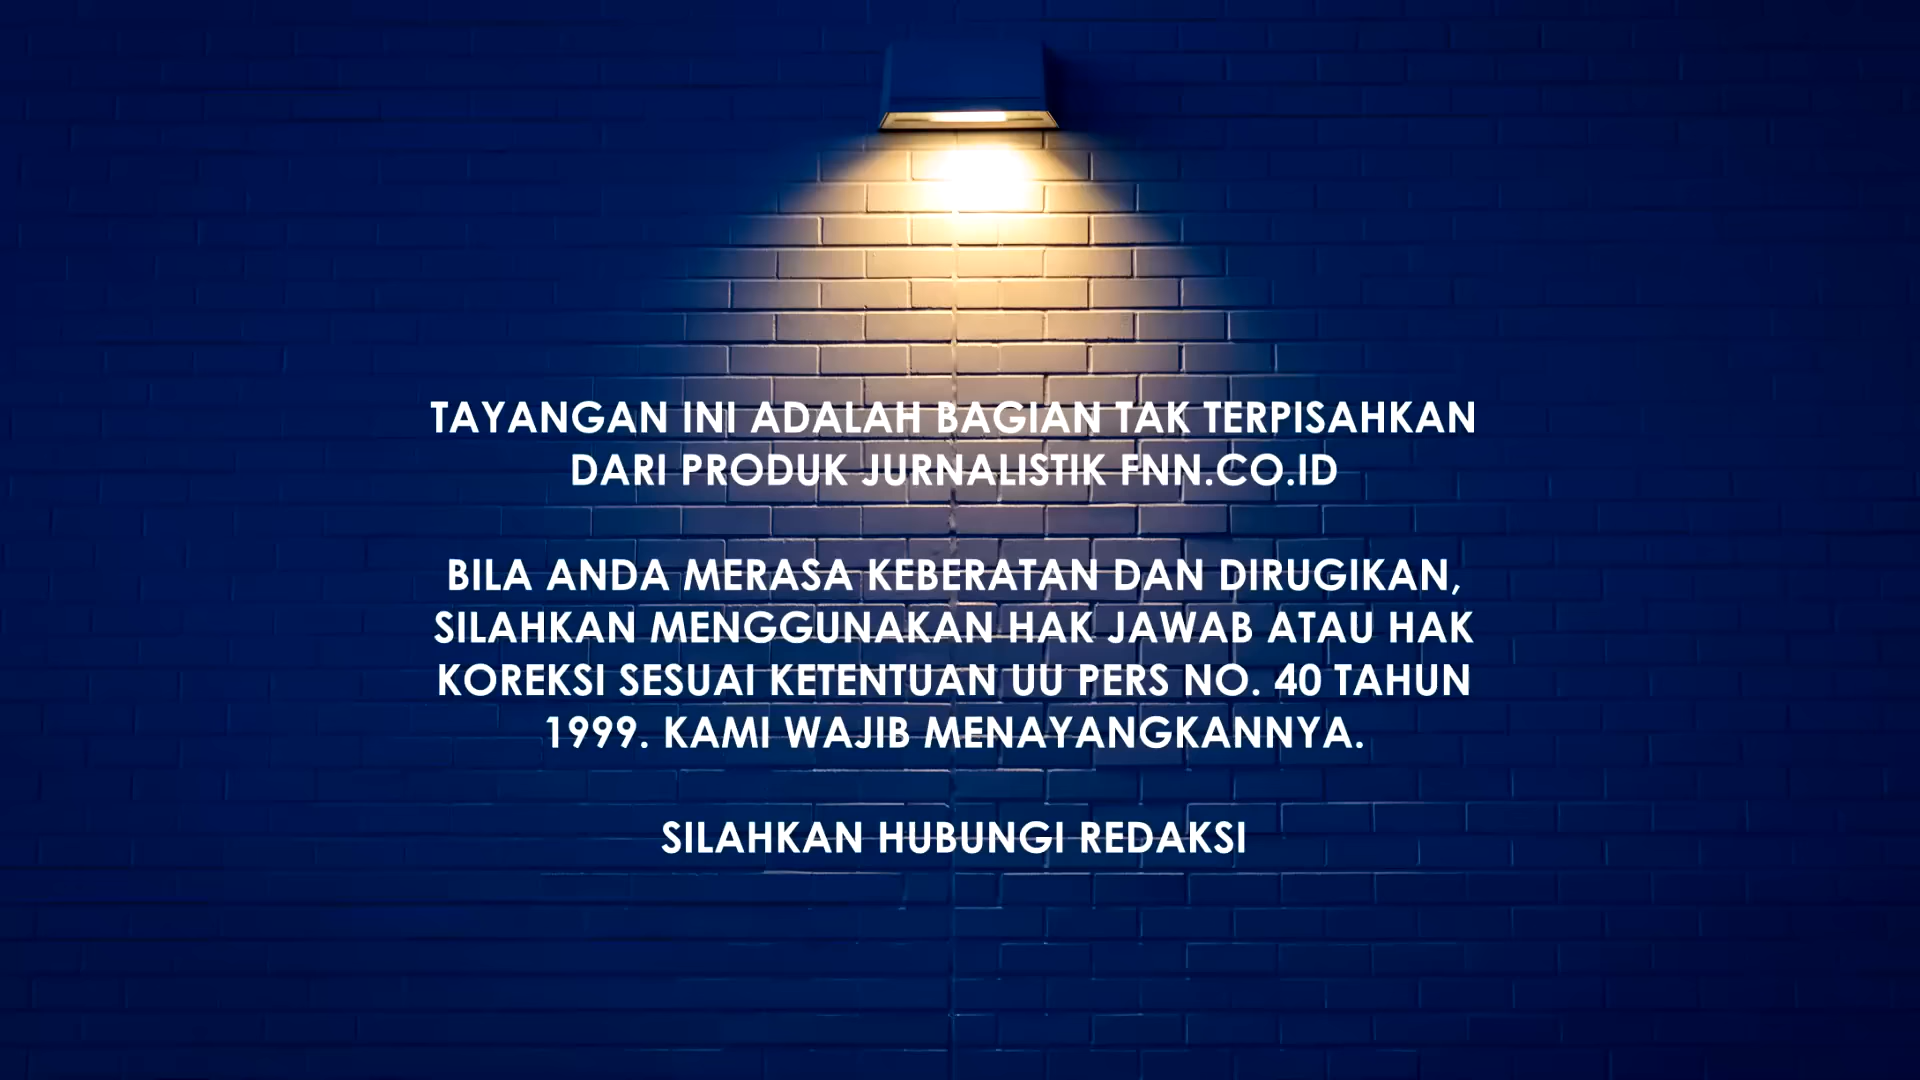 TAYANGAN INI ADALAH BAGIAN TAK TERPISAHKAN
DARI PRODUK JURNALISTIK FNN.CO.ID
BILA ANDA MERASA KEBERATAN DAN DIRUGIKAN,
SILAHKAN MENGGUNAKAN HAK JAWAB ATAU HAK
KOREKSI SESUAI KETENTUAN UU PERS NO. 40 TAHUN
1999. KAMI WAJIB MENAYANGKANNYA.
SILAHKAN HUBUNGI REDAKSI